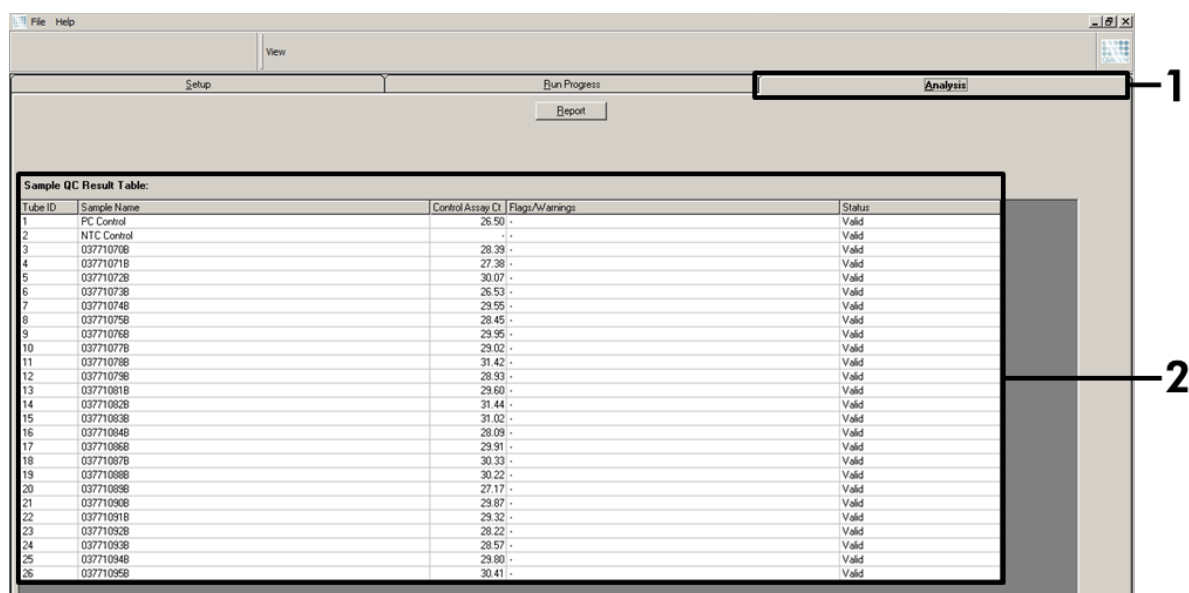 File Help
View
Setup Run Progress Analysis 1
Report
Sample QC Result Table:
Tube ID Sample Name Control Assay Ct Flags/Warnings Status
1 PC Control 26.50 - Valid
2 NTC Control - - Valid
3 03771070B 28.39 - Valid
4 03771071B 27.38 - Valid
5 03771072B 30.07 - Valid
6 03771073B 26.53 - Valid
7 03771074B 29.55 - Valid
8 03771075B 28.45 - Valid
9 03771076B 29.95 - Valid
10 03771077B 29.02 - Valid
11 03771078B 31.42 - Valid
12 03771079B 28.93 - Valid
2
13 03771081B 29.60 - Valid
14 03771082B 31.44 - Valid
15 03771083B 31.02 - Valid
16 03771084B 28.09 - Valid
17 03771086B 29.91 - Valid
18 03771087B 30.33 - Valid
19 03771088B 30.22 - Valid
20 03771089B 27.17 - Valid
21 03771090B 29.87 - Valid
22 03771091B 29.32 - Valid
23 03771092B 28.22 - Valid
24 03771093B 28.57 - Valid
25 03771094B 29.80 - Valid
26 03771095B 30.41 - Valid